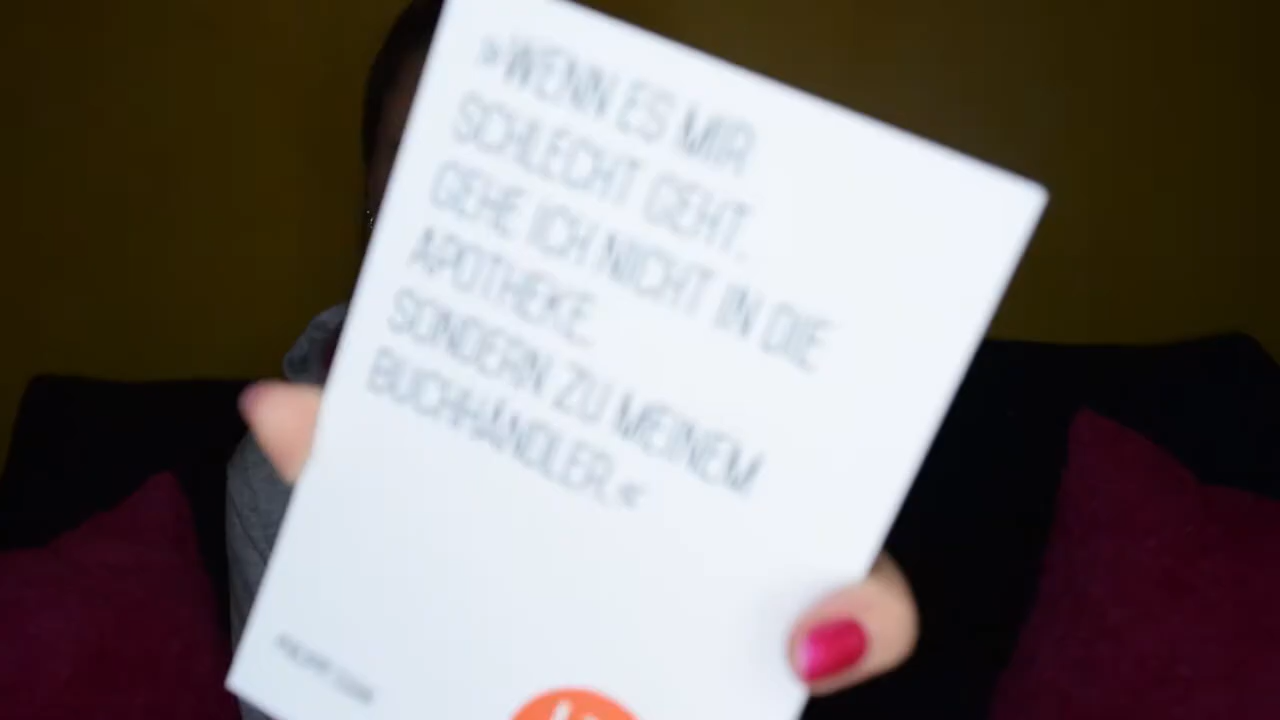 »WENN ES MIR
SCHLECHT GEHT,
GEHE ICH NICHT IN DIE
APOTHEKE,
SONDERN ZU MEINEM
BUCHHÄNDLER.«